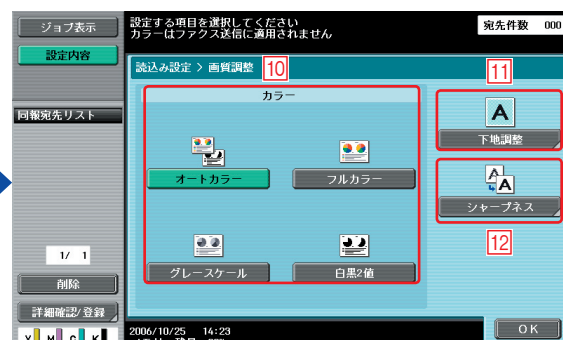 ジョブ表示
設定内容
設定する項目を選択してください
カラーはファクス送信に適用されません
宛先件数 000
読込み設定 > 画質調整
10
11
カラー
同報宛先リスト
オートカラー
フルカラー
A
下地調整
A
A
シャープネス
12
グレースケール
白黒2値
1/ 1
削除
詳細確認/登録
2006/10/25 14:23
OK
Y M C K